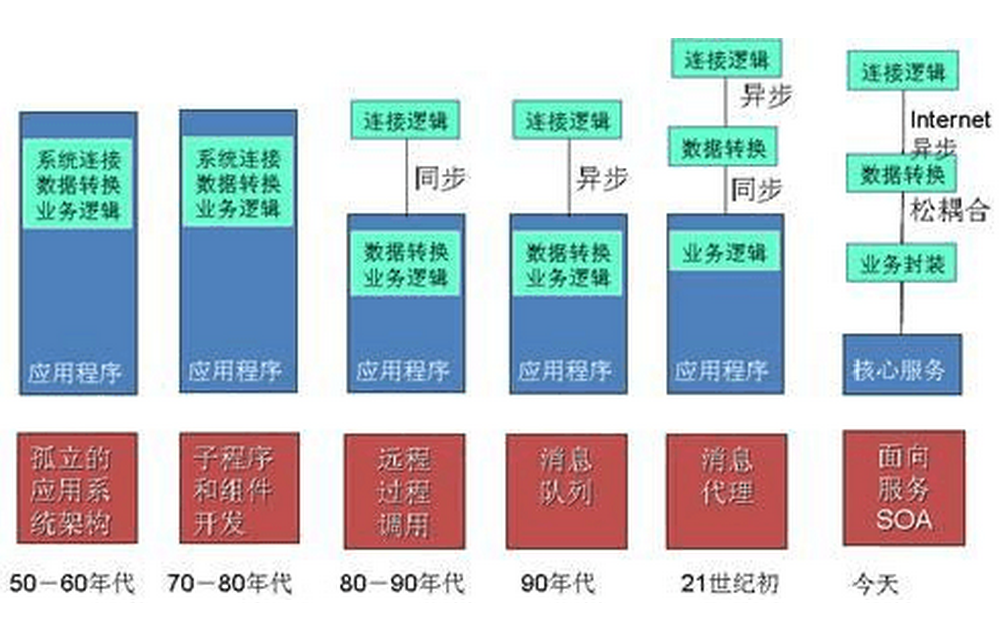 系统连接
数据转换
业务逻辑
应用程序
孤立的
应用系
统架构
50－60年代
系统连接
数据转换
业务逻辑
应用程序
子程序
和组件
开发
70－80年代
连接逻辑
同步
数据转换
业务逻辑
应用程序
远程
过程
调用
80－90年代
连接逻辑
异步
数据转换
业务逻辑
应用程序
消息
队列
90年代
连接逻辑
异步
数据转换
同步
业务逻辑
应用程序
消息
代理
21世纪初
连接逻辑
Internet
异步
数据转换
松耦合
业务封装
核心服务
面向
服务
SOA
今天